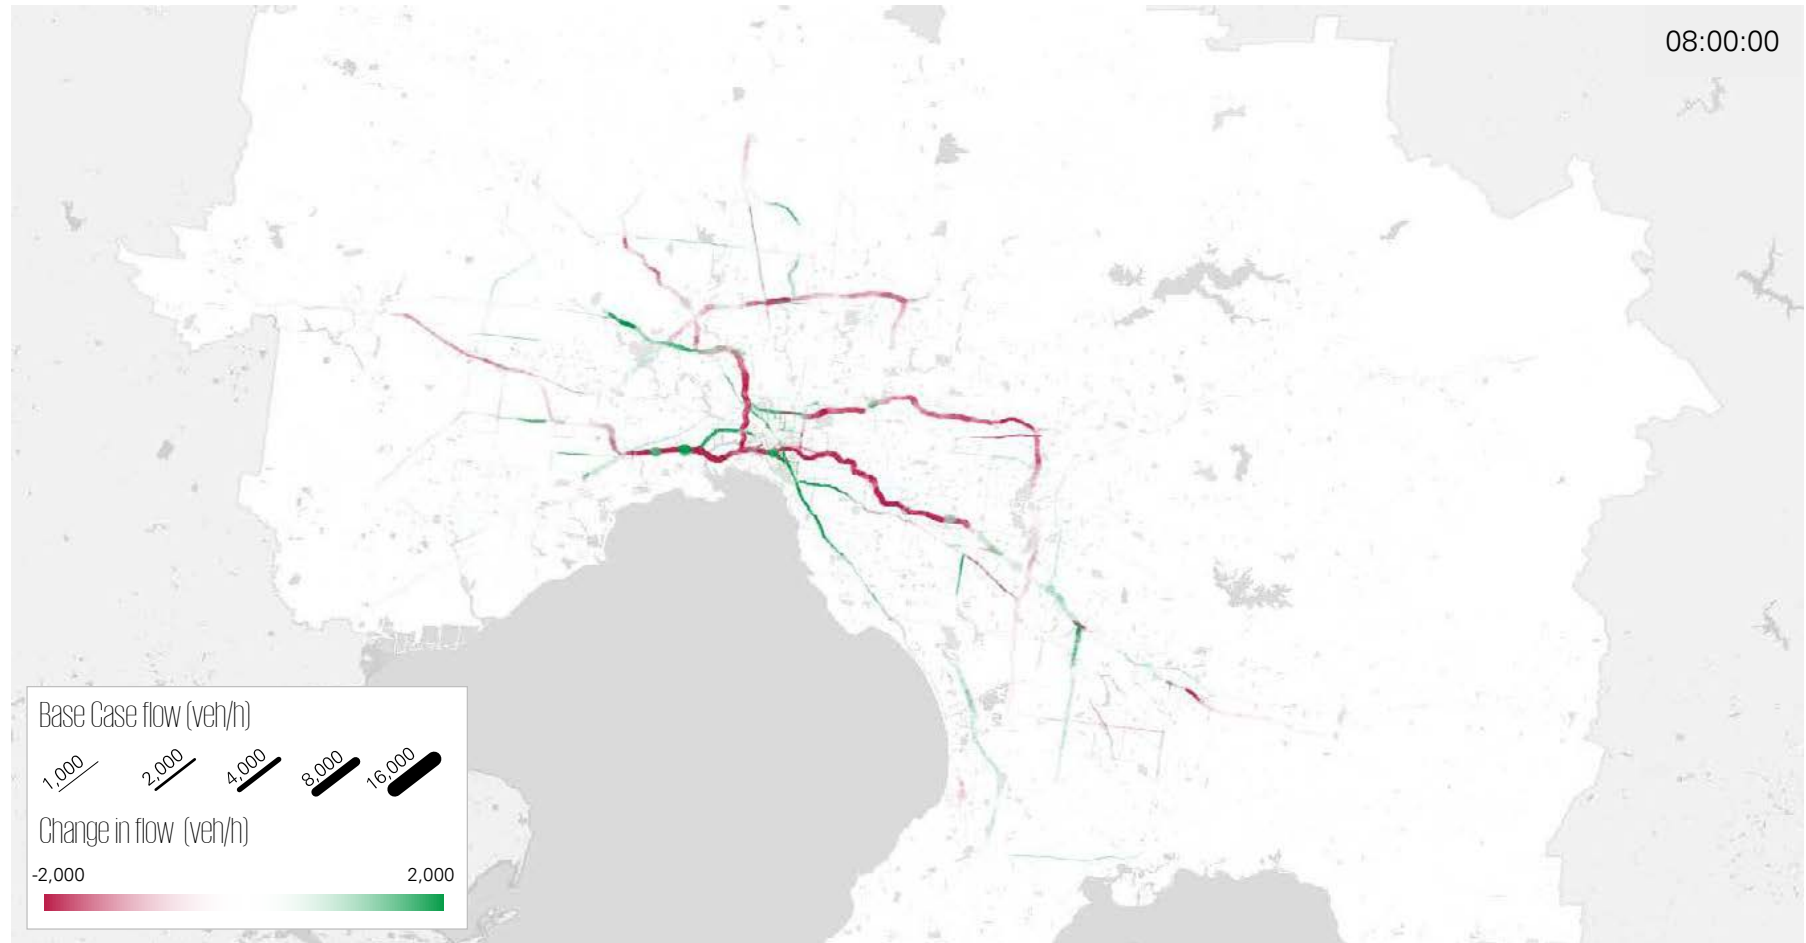 08:00:00
Base Case flow (veh/h)
1,000 2,000 4,000 8,000 16,000
Change in flow (veh/h)
-2,000 2,000